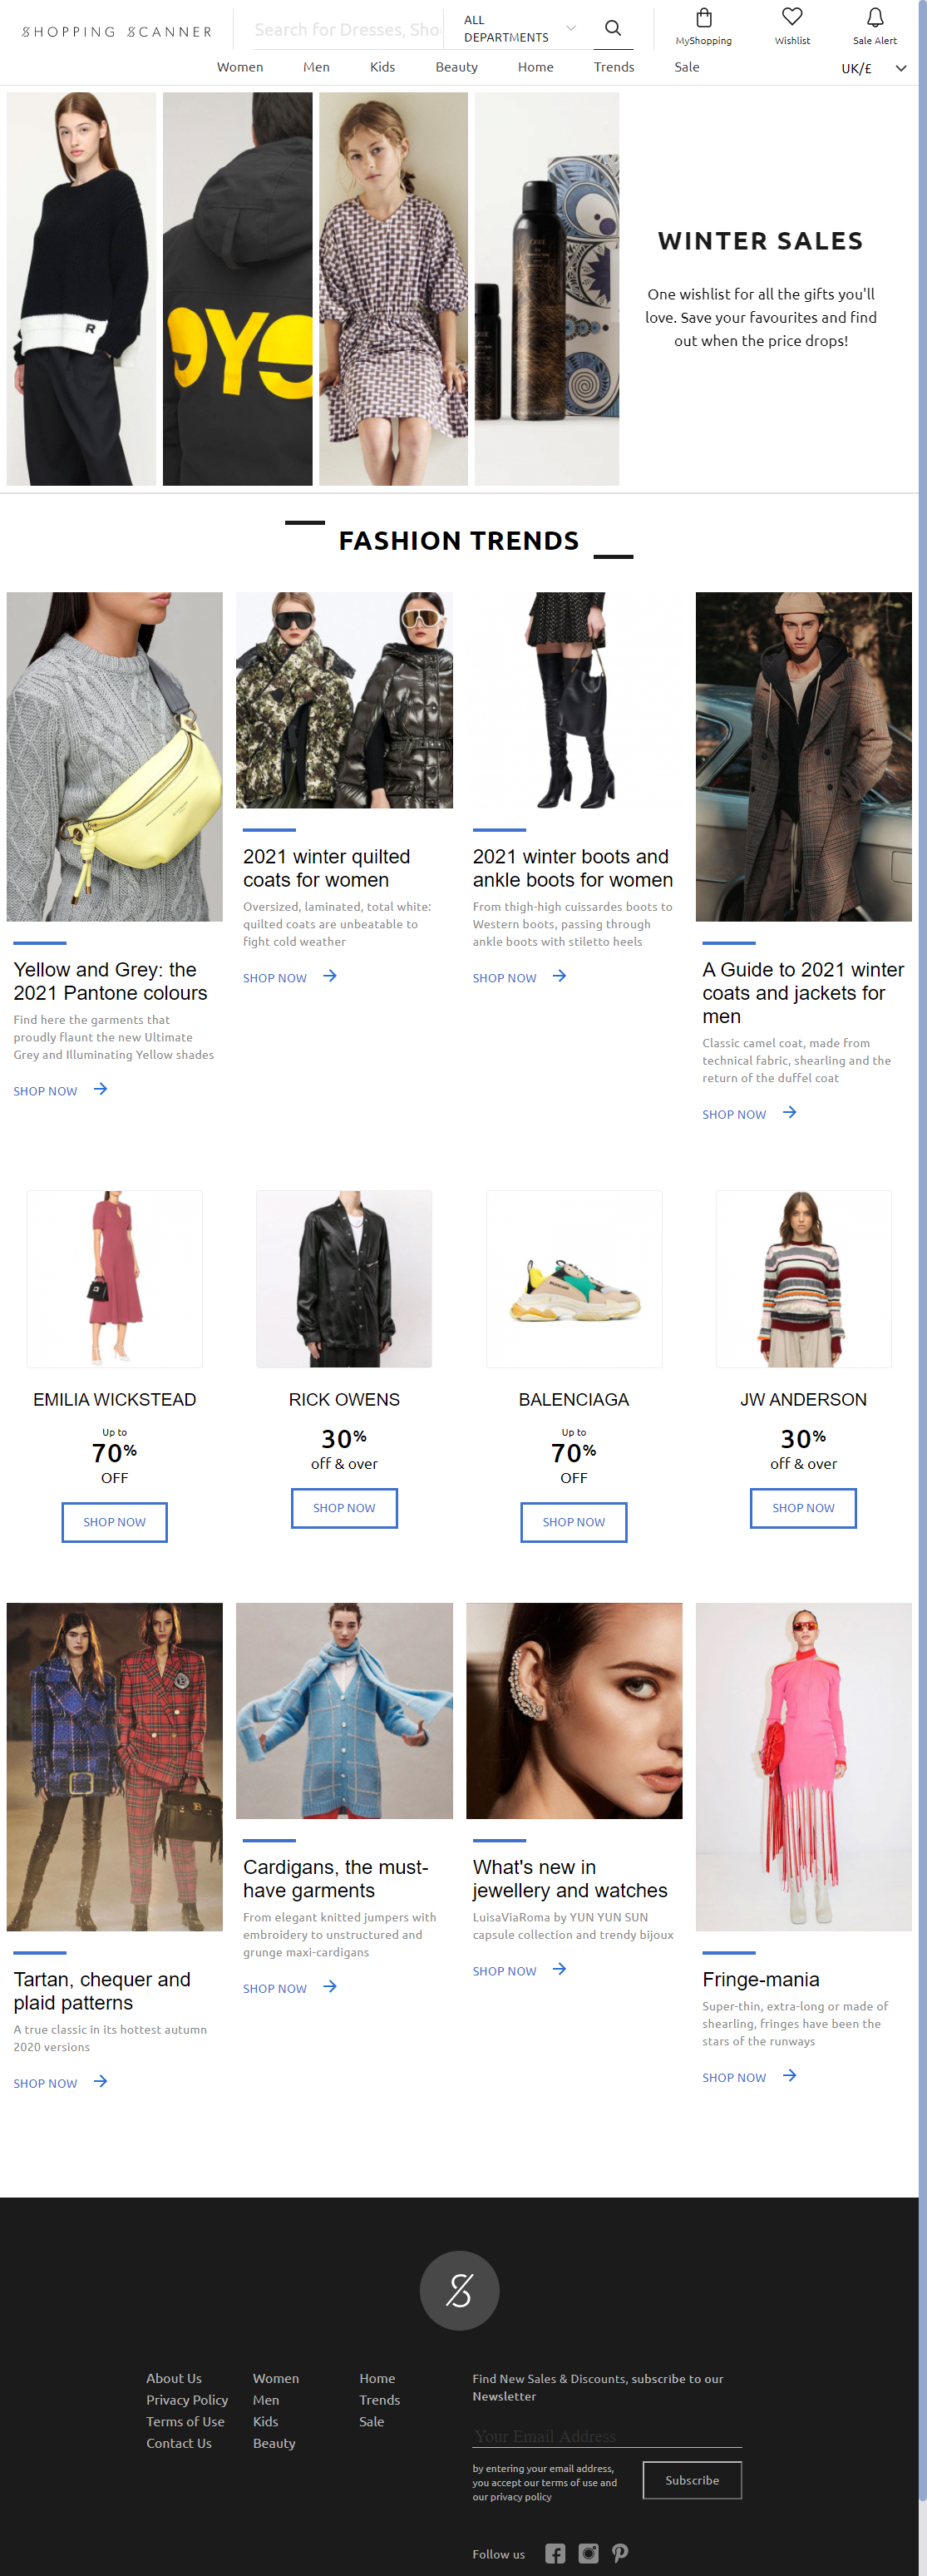 SHOPPING SCANNER
Search for Dresses, Sho
ALL
DEPARTMENTS
MyShopping
Wishlist
Sale Alert
Women
Men
Kids
Beauty
Home
Trends
Sale
UK/£
R
ORIBE
WINTER SALES
One wishlist for all the gifts you'll
love. Save your favourites and find
out when the price drops!
FASHION TRENDS
Yellow and Grey: the
2021 Pantone colours
Find here the garments that
proudly flaunt the new Ultimate
Grey and Illuminating Yellow shades
SHOP NOW
2021 winter quilted
coats for women
Oversized, laminated, total white:
quilted coats are unbeatable to
fight cold weather
SHOP NOW
2021 winter boots and
ankle boots for women
From thigh-high cuissardes boots to
Western boots, passing through
ankle boots with stiletto heels
SHOP NOW
A Guide to 2021 winter
coats and jackets for
men
Classic camel coat, made from
technical fabric, shearling and the
return of the duffel coat
SHOP NOW
EMILIA WICKSTEAD
Up to
70%
OFF
SHOP NOW
RICK OWENS
30%
off & over
SHOP NOW
BALENCIAGA
Up to
70%
OFF
SHOP NOW
JW ANDERSON
30%
off & over
SHOP NOW
Tartan, chequer and
plaid patterns
A true classic in its hottest autumn
2020 versions
SHOP NOW
Cardigans, the must-
have garments
From elegant knitted jumpers with
embroidery to unstructured and
grunge maxi-cardigans
SHOP NOW
What's new in
jewellery and watches
LuisaViaRoma by YUN YUN SUN
capsule collection and trendy bijoux
SHOP NOW
Fringe-mania
Super-thin, extra-long or made of
shearling, fringes have been the
stars of the runways
SHOP NOW
S
About Us
Privacy Policy
Terms of Use
Contact Us
Women
Men
Kids
Beauty
Home
Trends
Sale
Find New Sales & Discounts, subscribe to our
Newsletter
Your Email Address
by entering your email address,
you accept our terms of use and
our privacy policy
Subscribe
Follow us